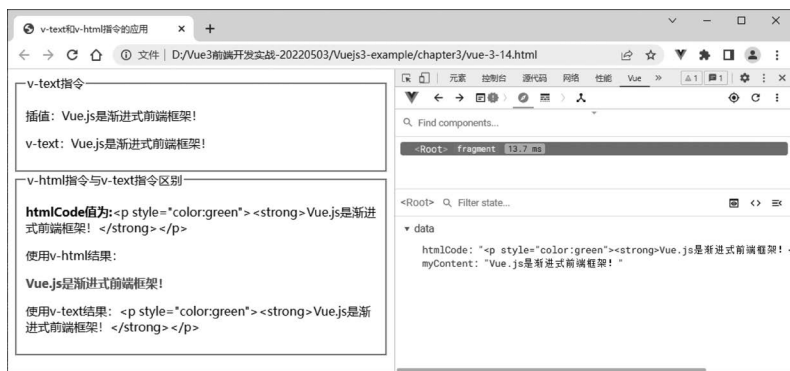 v-text和v-html指令的应用
文件 | D:/Vue3前端开发实战-20220503/Vuejs3-example/chapter3/vue-3-14.html
v-text指令
插值：Vue.js是渐进式前端框架！
v-text：Vue.js是渐进式前端框架！
v-html指令与v-text指令区别
htmlCode值为:<p style="color:green"><strong>Vue.js是渐进式前端框架！</strong></p>
使用v-html结果：
Vue.js是渐进式前端框架！
使用v-text结果：<p style="color:green"><strong>Vue.js是渐进式前端框架！</strong></p>
元素 控制台 源代码 网络 性能 Vue » 1 1
Find components...
<Root> fragment 13.7 ms
<Root> Filter state...
data
htmlCode: "<p style="color:green"><strong>Vue.js是渐进式前端框架！<
myContent: "Vue.js是渐进式前端框架！"